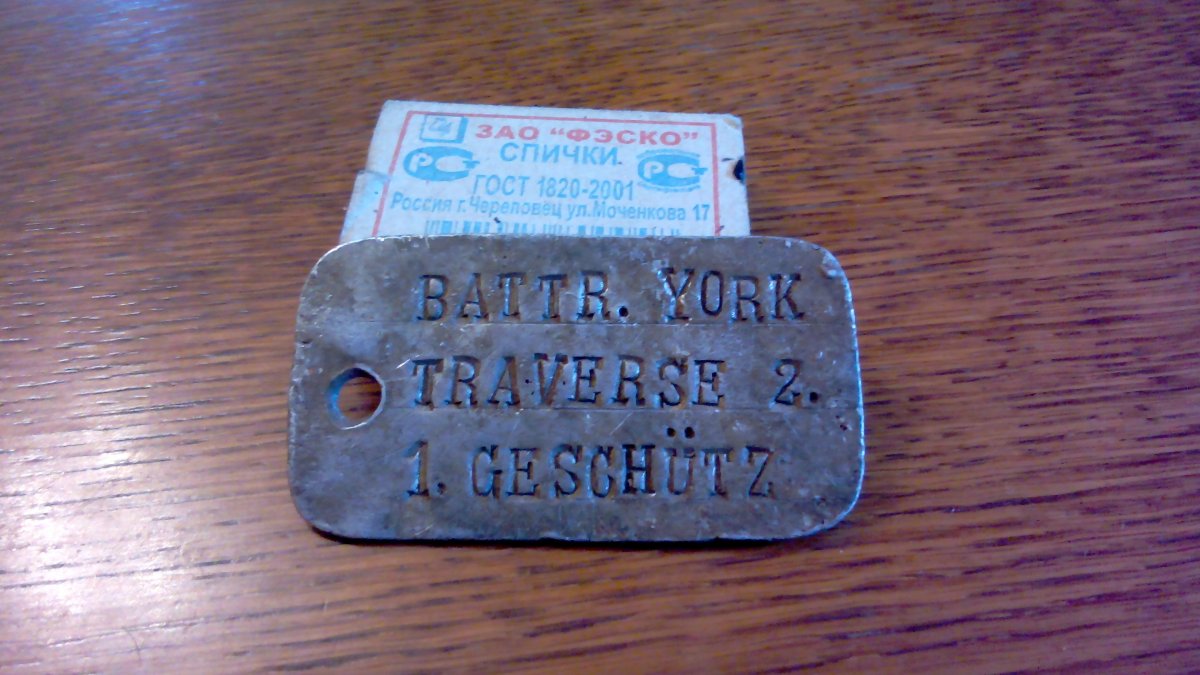 ЗАО "ФЭСКО"
СПИЧКИ
ГОСТ 1820-2001
Россия г.Череповец ул.Моченкова 17
BATTR. YORK
TRAVERSE 2.
1. GESCHÜTZ